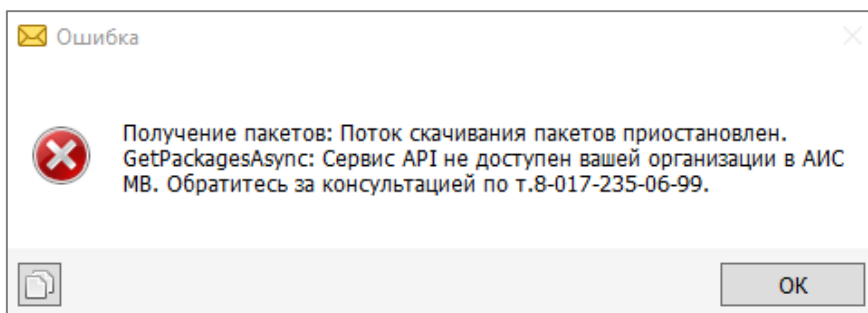 Ошибка
Получение пакетов: Поток скачивания пакетов приостановлен.
GetPackagesAsync: Сервис API не доступен вашей организации в АИС
МВ. Обратитесь за консультацией по т.8-017-235-06-99.
ОК